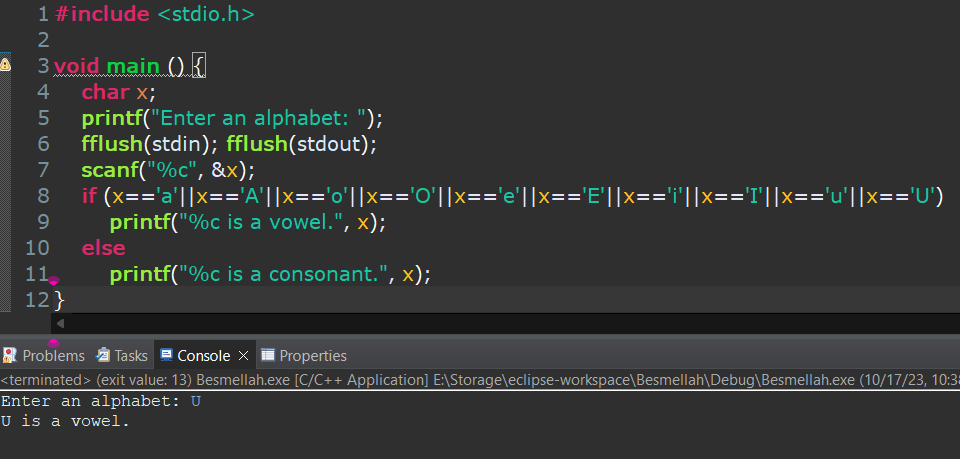 1 #include <stdio.h>
2
3 void main () {
4 char x;
5 printf("Enter an alphabet: ");
6 fflush(stdin); fflush(stdout);
7 scanf("%c", &x);
8 if (x=='a'||x=='A'||x=='o'||x=='O'||x=='e'||x=='E'||x=='i'||x=='I'||x=='u'||x=='U')
9 printf("%c is a vowel.", x);
10 else
11 printf("%c is a consonant.", x);
12 }
Problems Tasks Console Properties
<terminated> (exit value: 13) Besmellah.exe [C/C++ Application] E:\Storage\eclipse-workspace\Besmellah\Debug\Besmellah.exe (10/17/23, 10:38
Enter an alphabet: U
U is a vowel.